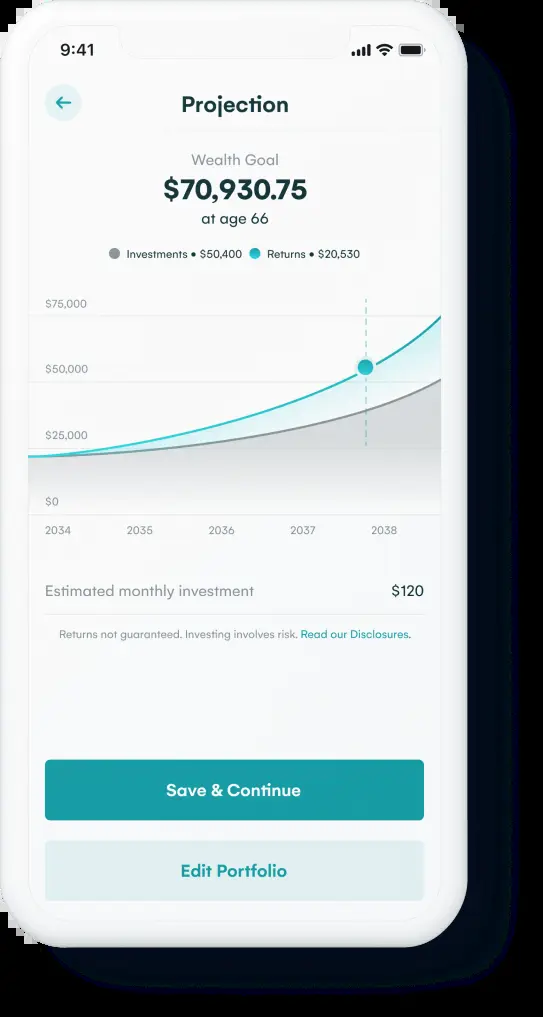 9:41
Projection
Wealth Goal
$70,930.75
at age 66
Investments • $50,400 Returns • $20,530
$75,000
$50,000
$25,000
$0
2034 2035 2036 2037 2038
Estimated monthly investment $120
Returns not guaranteed. Investing involves risk. Read our Disclosures.
Save & Continue
Edit Portfolio